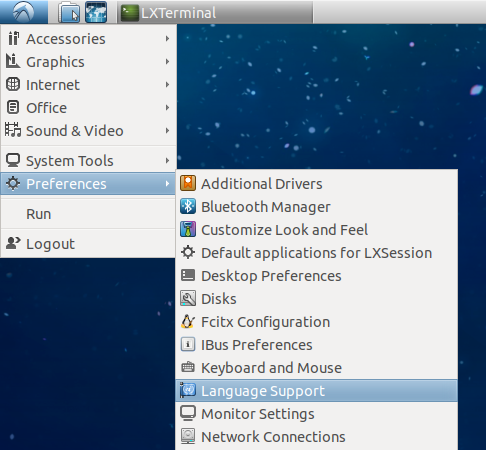 LXTerminal
Accessories
Graphics
Internet
Office
Sound & Video
System Tools
Preferences
Run
Logout
Additional Drivers
Bluetooth Manager
Customize Look and Feel
Default applications for LXSession
Desktop Preferences
Disks
Fcitx Configuration
IBus Preferences
Keyboard and Mouse
Language Support
Monitor Settings
Network Connections